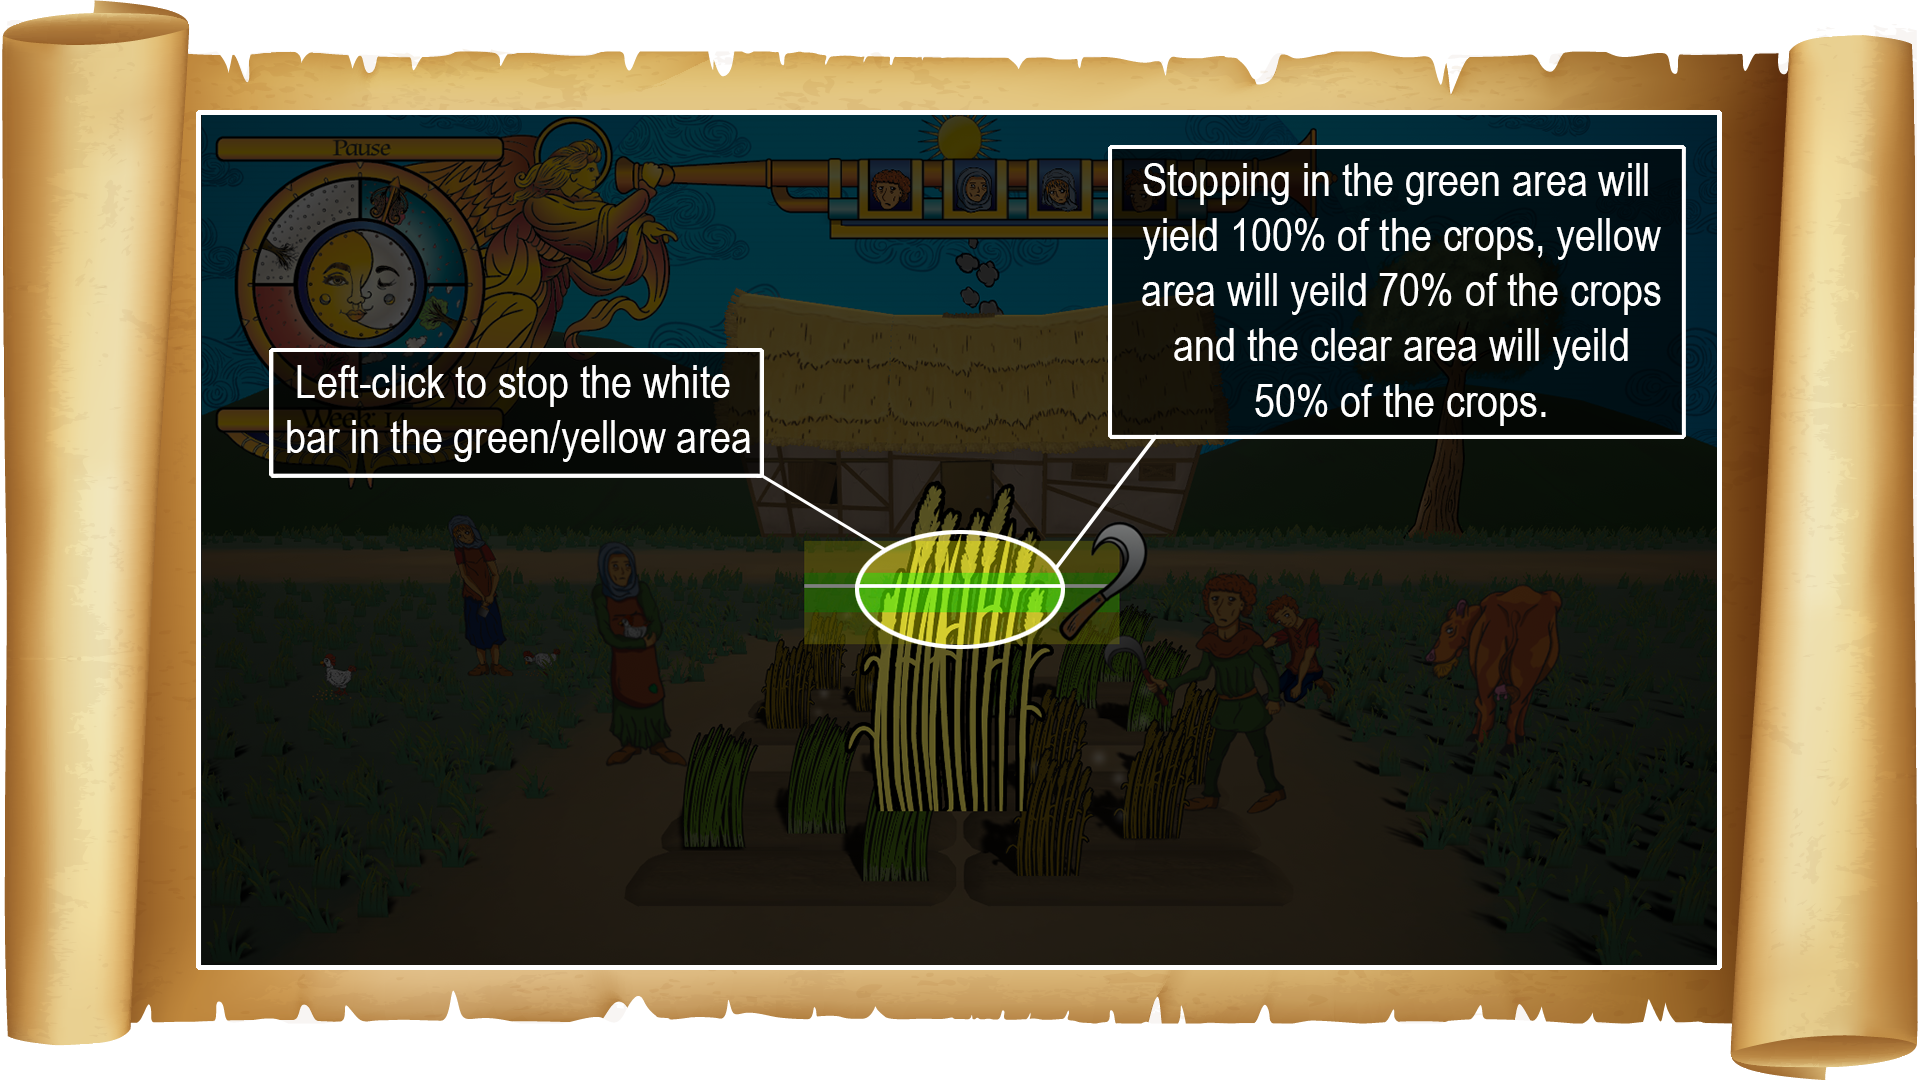 Pause
Stopping in the green area will
yield 100% of the crops, yellow
area will yeild 70% of the crops
and the clear area will yeild
50% of the crops.
Left-click to stop the white
bar in the green/yellow area
Week: 14